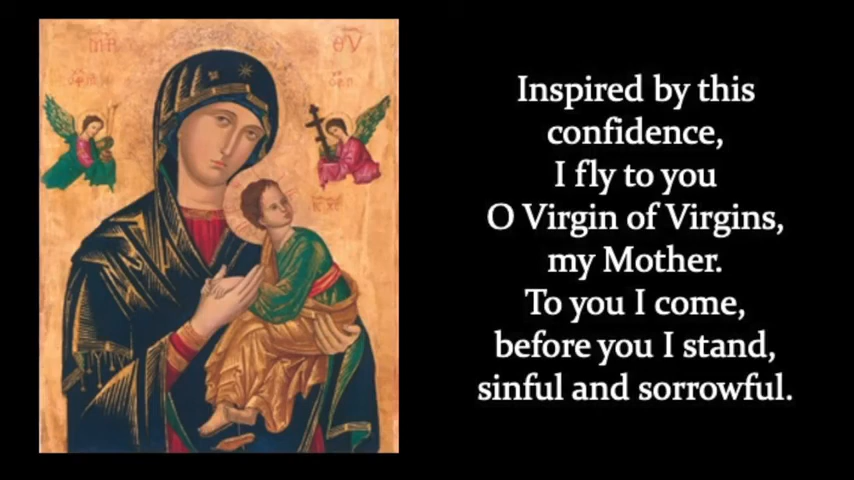 Inspired by this
confidence,
I fly to you
O Virgin of Virgins,
my Mother.
To you I come,
before you I stand,
sinful and sorrowful.